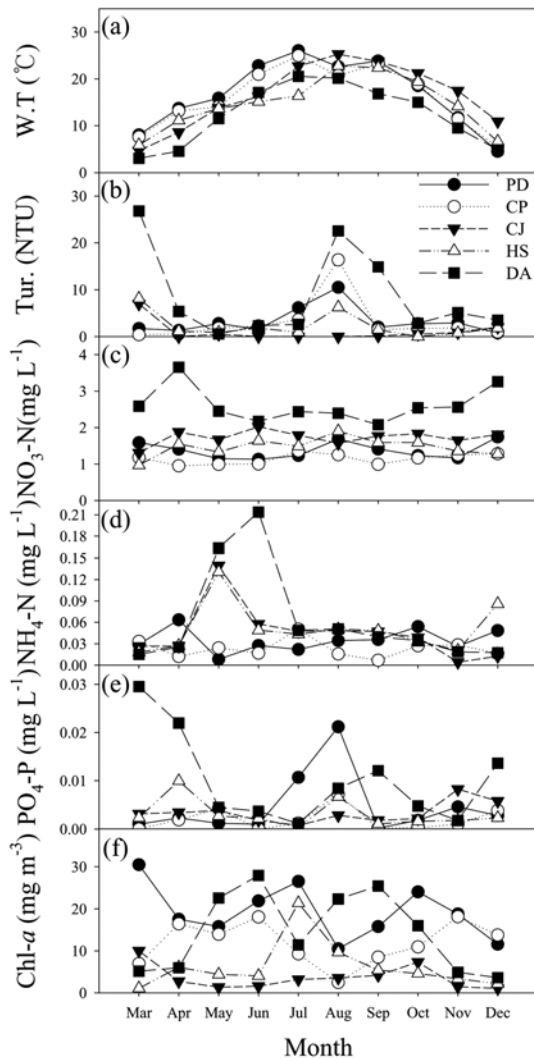 (a)
W.T (℃)
30
20
10
0
(b)
Tur. (NTU)
30
20
10
0
PD
CP
CJ
HS
DA
(c)
NO₃-N(mg L⁻¹)
4
3
2
1
0
(d)
NH₄-N (mg L⁻¹)
0.21
0.18
0.15
0.12
0.09
0.06
0.03
0.00
(e)
PO₄-P (mg L⁻¹)
0.03
0.02
0.01
0.00
(f)
Chl-a (mg m⁻³)
30
20
10
0
Mar Apr May Jun Jul Aug Sep Oct Nov Dec
Month